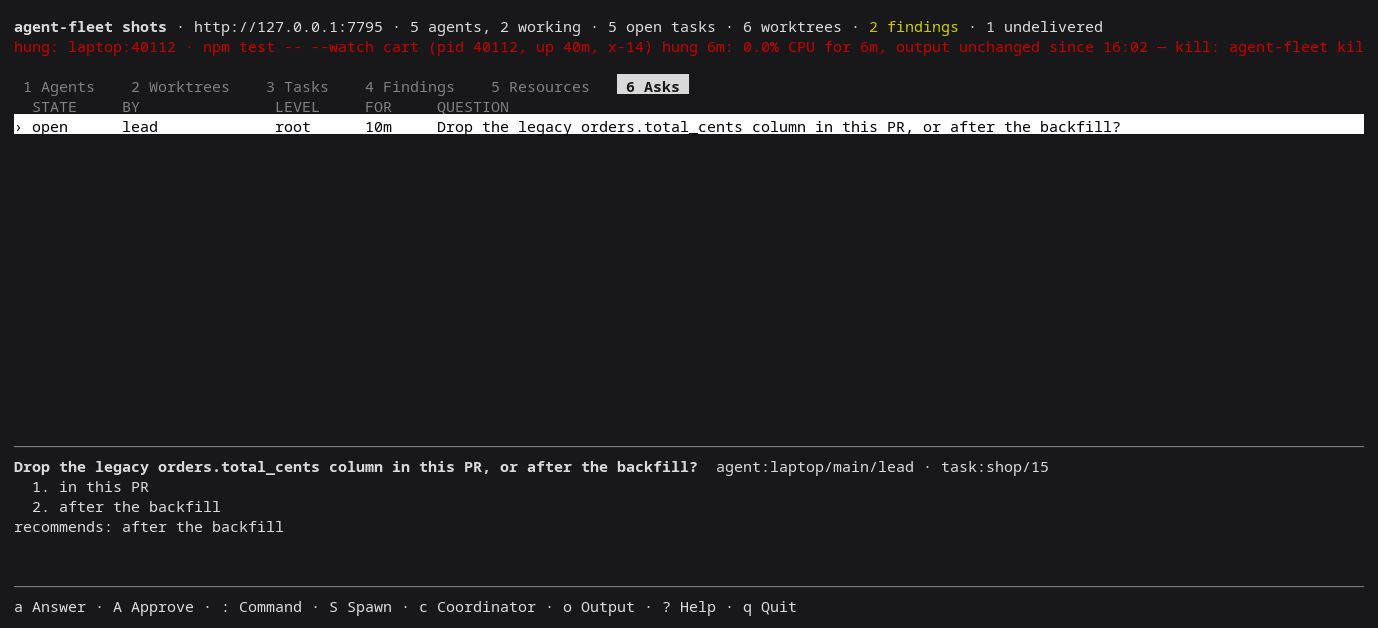 agent-fleet shots · http://127.0.0.1:7795 · 5 agents, 2 working · 5 open tasks · 6 worktrees · 2 findings · 1 undelivered
hung: laptop:40112 · npm test -- --watch cart (pid 40112, up 40m, x-14) hung 6m: 0.0% CPU for 6m, output unchanged since 16:02 — kill: agent-fleet kil
1 Agents 2 Worktrees 3 Tasks 4 Findings 5 Resources 6 Asks
STATE BY LEVEL FOR QUESTION
› open lead root 10m Drop the legacy orders.total_cents column in this PR, or after the backfill?
Drop the legacy orders.total_cents column in this PR, or after the backfill? agent:laptop/main/lead · task:shop/15
1. in this PR
2. after the backfill
recommends: after the backfill
a Answer · A Approve · : Command · S Spawn · c Coordinator · o Output · ? Help · q Quit